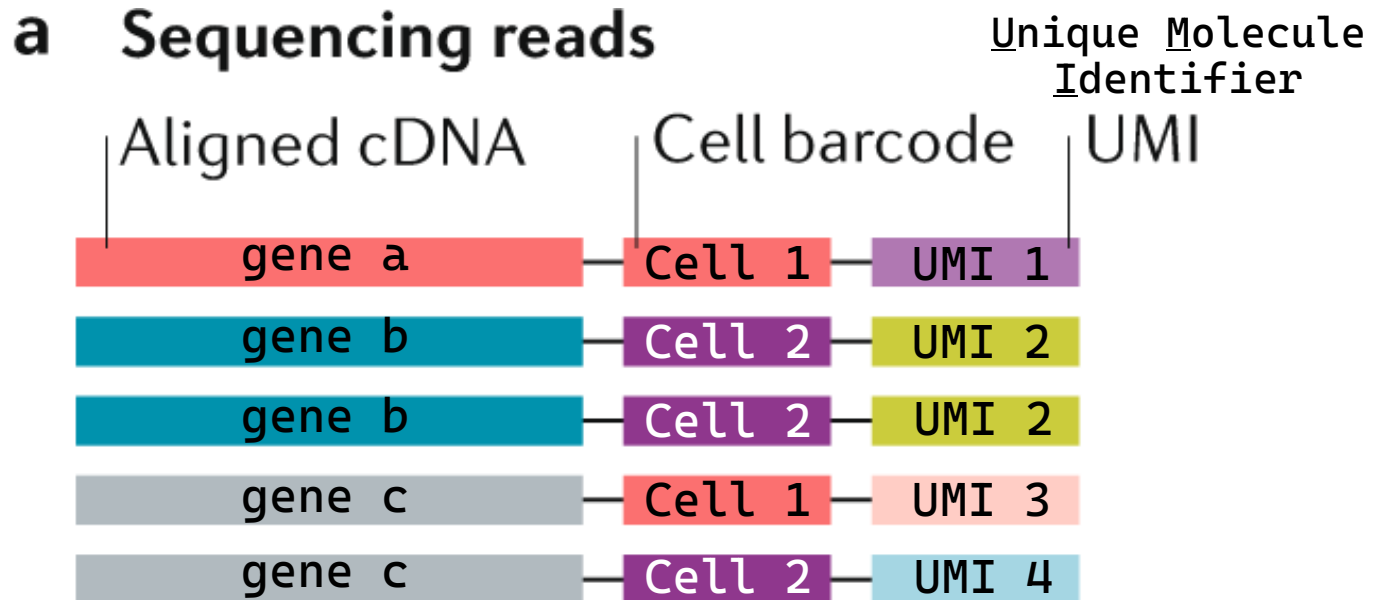 a Sequencing reads
Unique Molecule
Identifier
Aligned cDNA Cell barcode UMI
gene a Cell 1 UMI 1
gene b Cell 2 UMI 2
gene b Cell 2 UMI 2
gene c Cell 1 UMI 3
gene c Cell 2 UMI 4